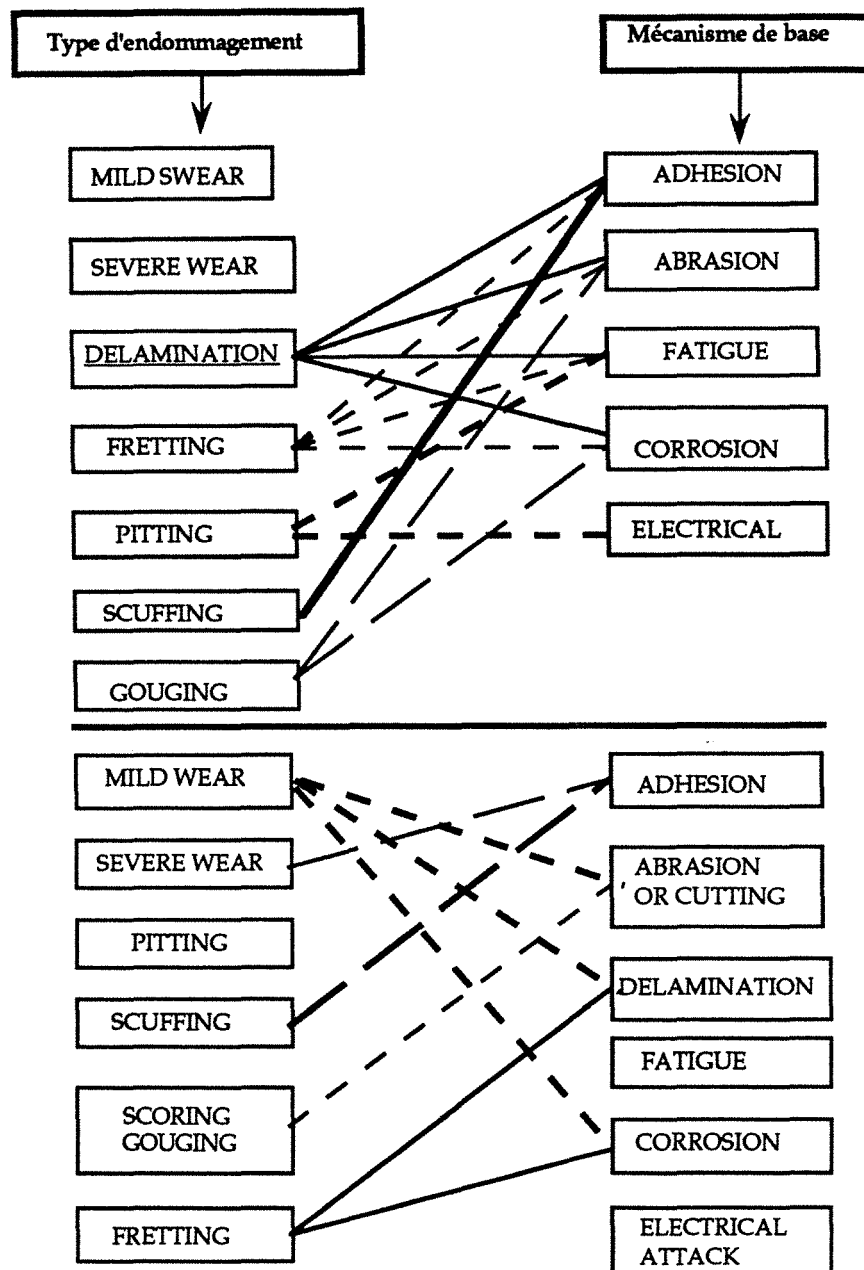 Type d'endommagement
Mécanisme de base
MILD SWEAR
ADHESION
SEVERE WEAR
ABRASION
DELAMINATION
FATIGUE
FRETTING
CORROSION
PITTING
ELECTRICAL
SCUFFING
GOUGING
MILD WEAR
ADHESION
SEVERE WEAR
ABRASION
OR CUTTING
PITTING
DELAMINATION
SCUFFING
FATIGUE
SCORING
GOUGING
CORROSION
FRETTING
ELECTRICAL
ATTACK